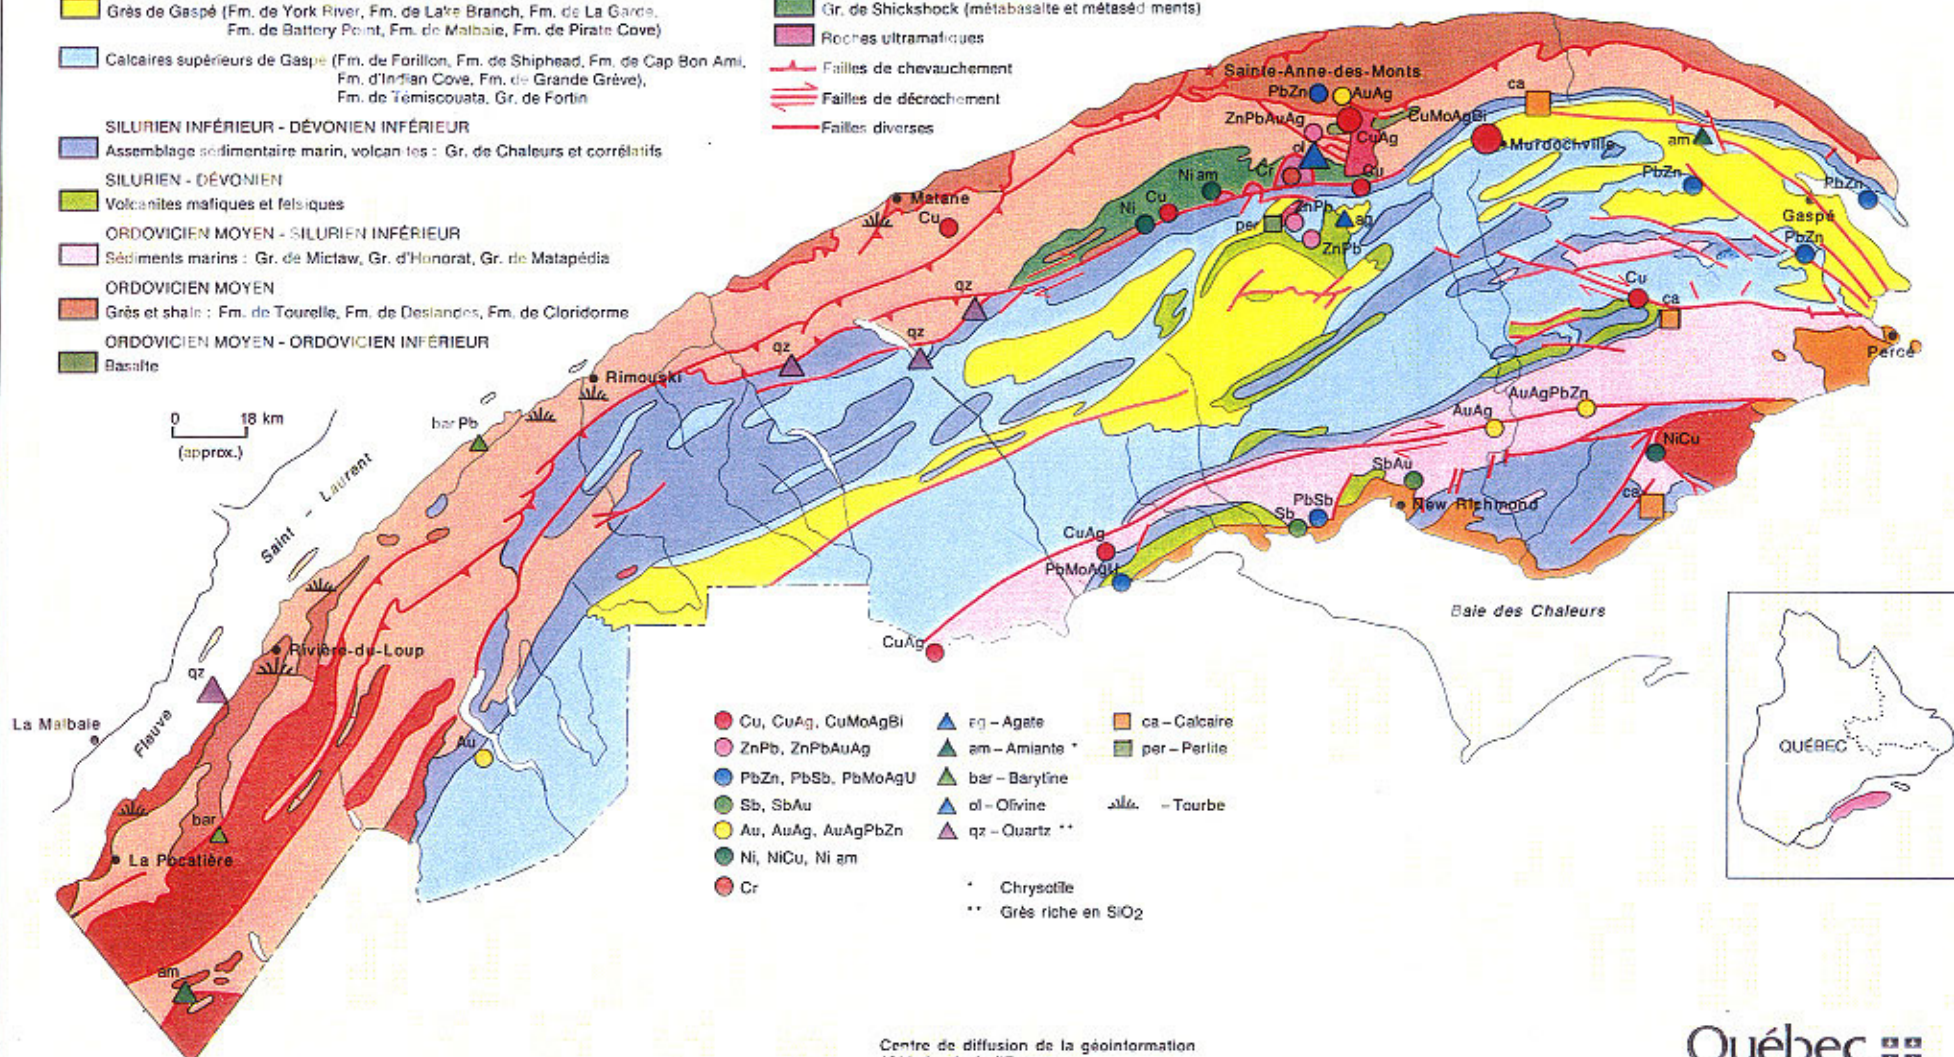 Grès de Gaspé (Fm. de York River, Fm. de Lake Branch, Fm. de La Garde,
Fm. de Battery Point, Fm. de Malbaie, Fm. de Pirate Cove)
Calcaires supérieurs de Gaspé (Fm. de Forillon, Fm. de Shiphead, Fm. de Cap Bon Ami,
Fm. d'Indian Cove, Fm. de Grande Grève),
Fm. de Témiscouata, Gr. de Fortin
SILURIEN INFÉRIEUR - DÉVONIEN INFÉRIEUR
Assemblage sédimentaire marin, volcanites : Gr. de Chaleurs et corrélatifs
SILURIEN - DÉVONIEN
Volcanites mafiques et felsiques
ORDOVICIEN MOYEN - SILURIEN INFÉRIEUR
Sédiments marins : Gr. de Mictaw, Gr. d'Honorat, Gr. de Matapédia
ORDOVICIEN MOYEN
Grès et shale : Fm. de Tourelle, Fm. de Deslandes, Fm. de Cloridorme
ORDOVICIEN MOYEN - ORDOVICIEN INFÉRIEUR
Basalte
Gr. de Shickshock (métabasalte et métasédiments)
Roches ultramafiques
Failles de chevauchement
Failles de décrochement
Failles diverses
0 18 km
(approx.)
Sainte-Anne-des-Monts
PbZn
AuAg
ZnPbAuAg
CuAg
CuMoAgBi
ca
Murdochville
am
ol
Cr
Cu
PbZn
PbZn
Ni am
Cu
Ni
Matane
Cu
per
ZnPb
ag
ZnPb
Gaspé
PbZn
qz
Cu
ca
qz
qz
Percé
Rimouski
AuAgPbZn
AuAg
bar Pb
NiCu
SbAu
ca
PbSb
New Richmond
Sb
Saint - Laurent
CuAg
PbMoAgU
Baie des Chaleurs
CuAg
Rivière-du-Loup
qz
La Malbaie
Fleuve
Au
bar
La Pocatière
am
Cu, CuAg, CuMoAgBi
ZnPb, ZnPbAuAg
PbZn, PbSb, PbMoAgU
Sb, SbAu
Au, AuAg, AuAgPbZn
Ni, NiCu, Ni am
Cr
ag - Agate
am - Amiante *
bar - Barytine
ol - Olivine
qz - Quartz **
ca - Calcaire
per - Perlite
- Tourbe
* Chrysotile
** Grès riche en SiO2
QUÉBEC
Centre de diffusion de la géoinformation
Québec